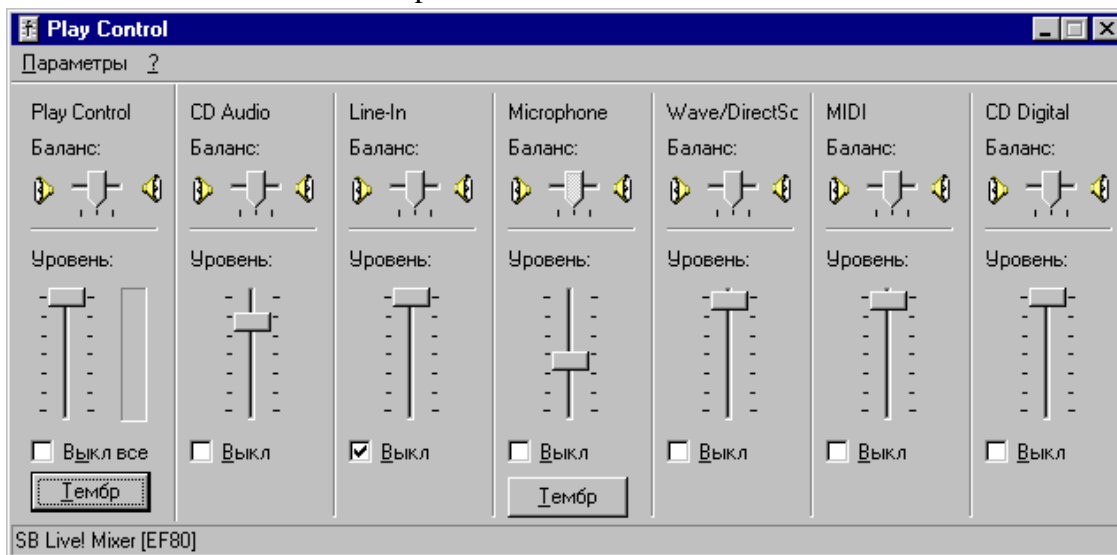 Play Control
Параметры ?
Play Control CD Audio Line-In Microphone Wave/DirectSc MIDI CD Digital
Баланс: Баланс: Баланс: Баланс: Баланс: Баланс: Баланс:
Уровень: Уровень: Уровень: Уровень: Уровень: Уровень: Уровень:
Выкл все Выкл Выкл Выкл Выкл Выкл Выкл
Тембр Тембр
SB Live! Mixer [EF80]